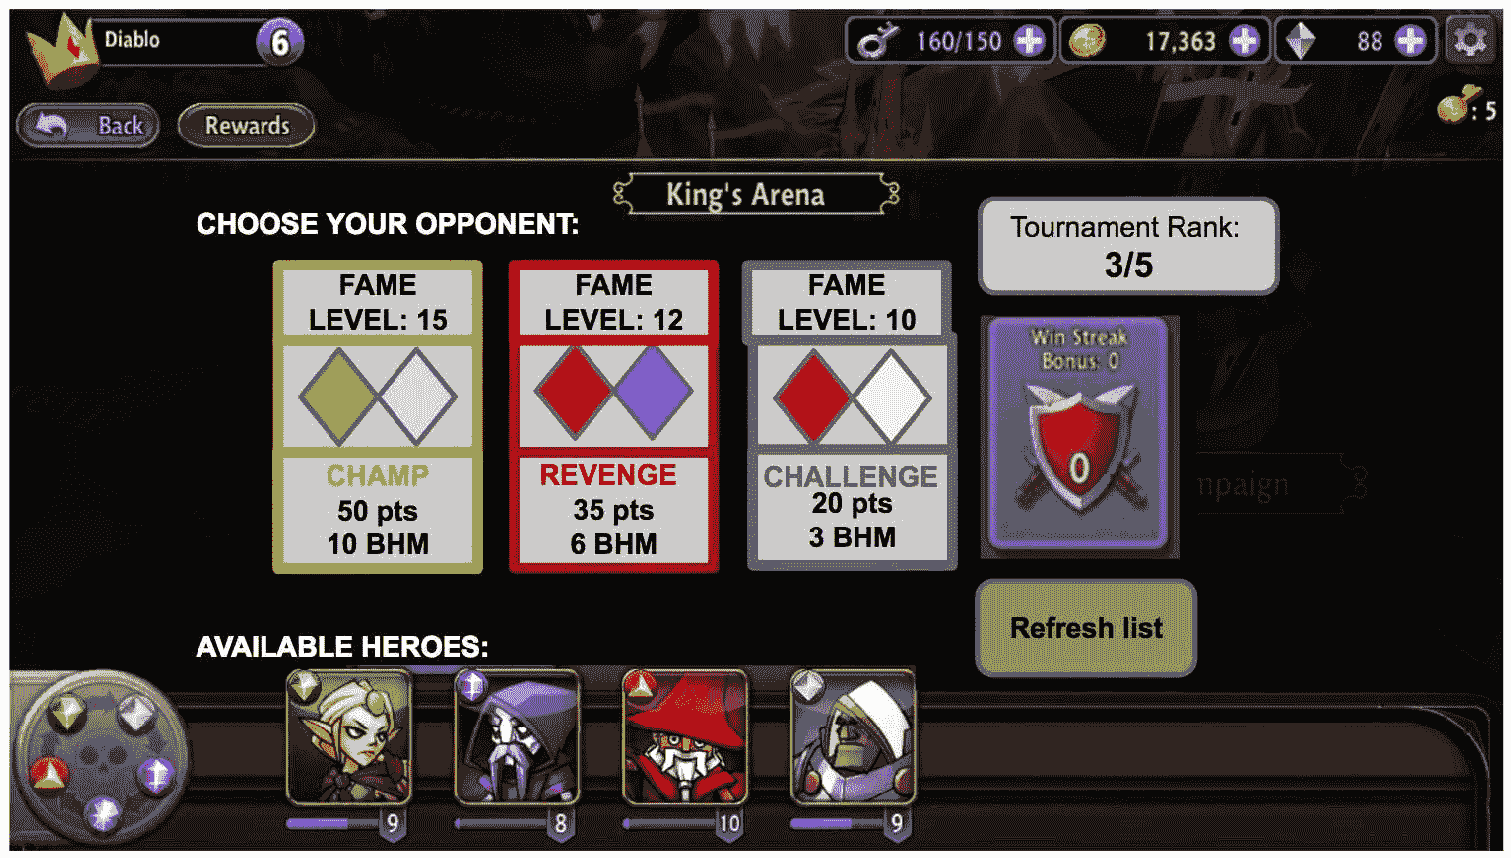 Diablo
6
160/150
17,363
88
: 5
Back
Rewards
King's Arena
CHOOSE YOUR OPPONENT:
Tournament Rank:
3/5
FAME
LEVEL: 15
CHAMP
50 pts
10 BHM
FAME
LEVEL: 12
REVENGE
35 pts
6 BHM
FAME
LEVEL: 10
CHALLENGE
20 pts
3 BHM
Win Streak
Bonus: 0
0
mpaign
Refresh list
AVAILABLE HEROES:
9
8
10
9